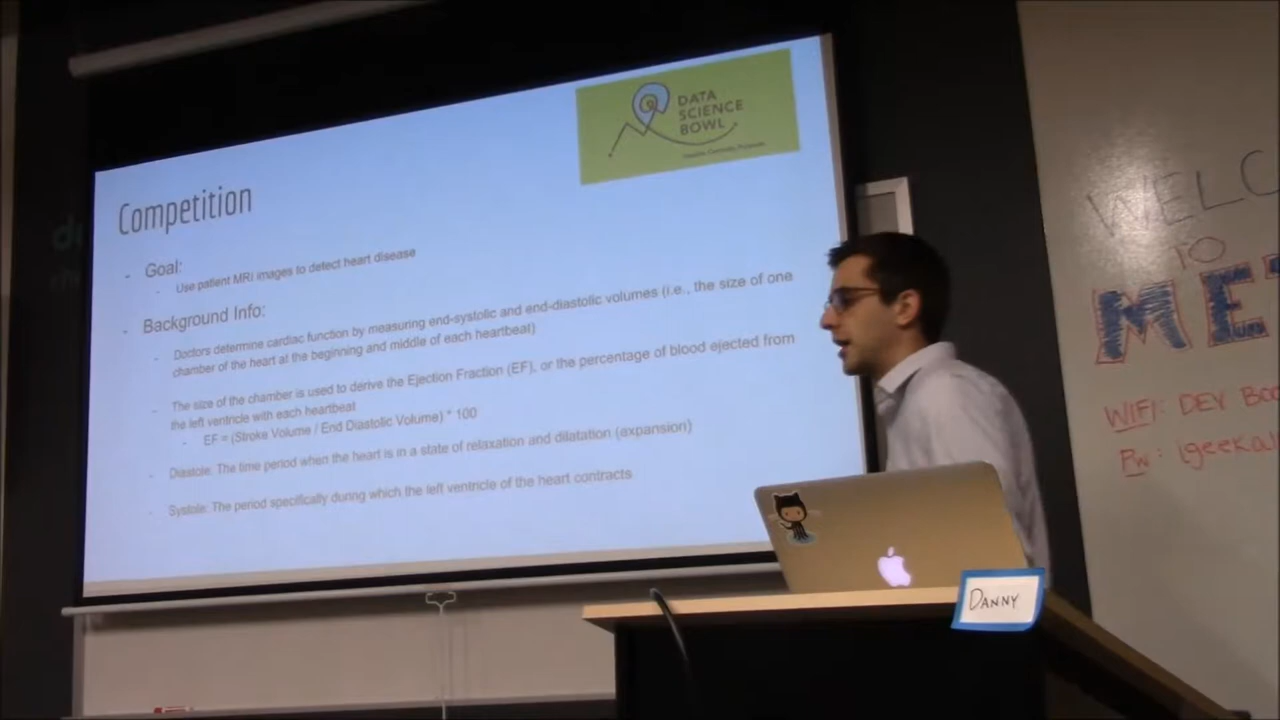 DATA
SCIENCE
BOWL
Competition
- Goal:
- Use patient MRI images to detect heart disease
- Background Info:
- Doctors determine cardiac function by measuring end-systolic and end-diastolic volumes (i.e., the size of one
chamber of the heart at the beginning and middle of each heartbeat)
- The size of the chamber is used to derive the Ejection Fraction (EF), or the percentage of blood ejected from
the left ventricle with each heartbeat
- EF = (Stroke Volume / End Diastolic Volume) * 100
- Diastole: The time period when the heart is in a state of relaxation and dilatation (expansion)
- Systole: The period specifically during which the left ventricle of the heart contracts
WELC
TO
ME
WIFI: DEV BOO
PW: 1geeka
DANNY